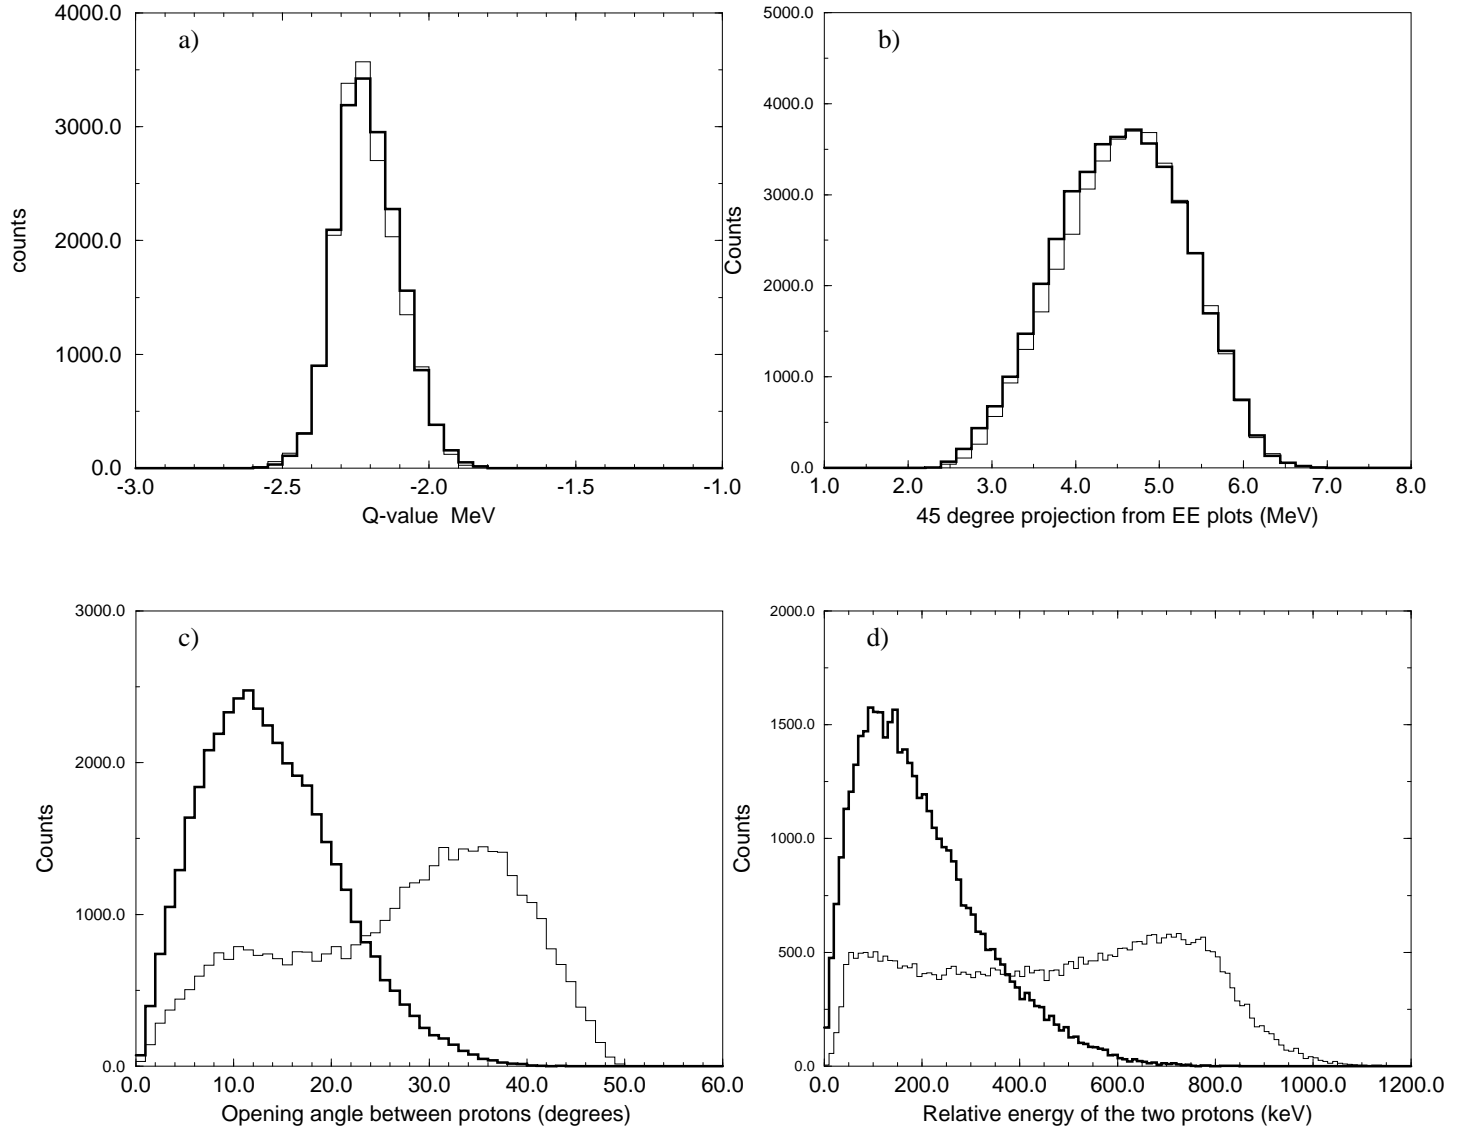 a)
4000.0
3000.0
2000.0
1000.0
0.0
counts
-3.0 -2.5 -2.0 -1.5 -1.0
Q-value MeV
b)
5000.0
4000.0
3000.0
2000.0
1000.0
0.0
Counts
1.0 2.0 3.0 4.0 5.0 6.0 7.0 8.0
45 degree projection from EE plots (MeV)
c)
3000.0
2000.0
1000.0
0.0
Counts
0.0 10.0 20.0 30.0 40.0 50.0 60.0
Opening angle between protons (degrees)
d)
2000.0
1500.0
1000.0
500.0
0.0
Counts
0.0 200.0 400.0 600.0 800.0 1000.0 1200.0
Relative energy of the two protons (keV)